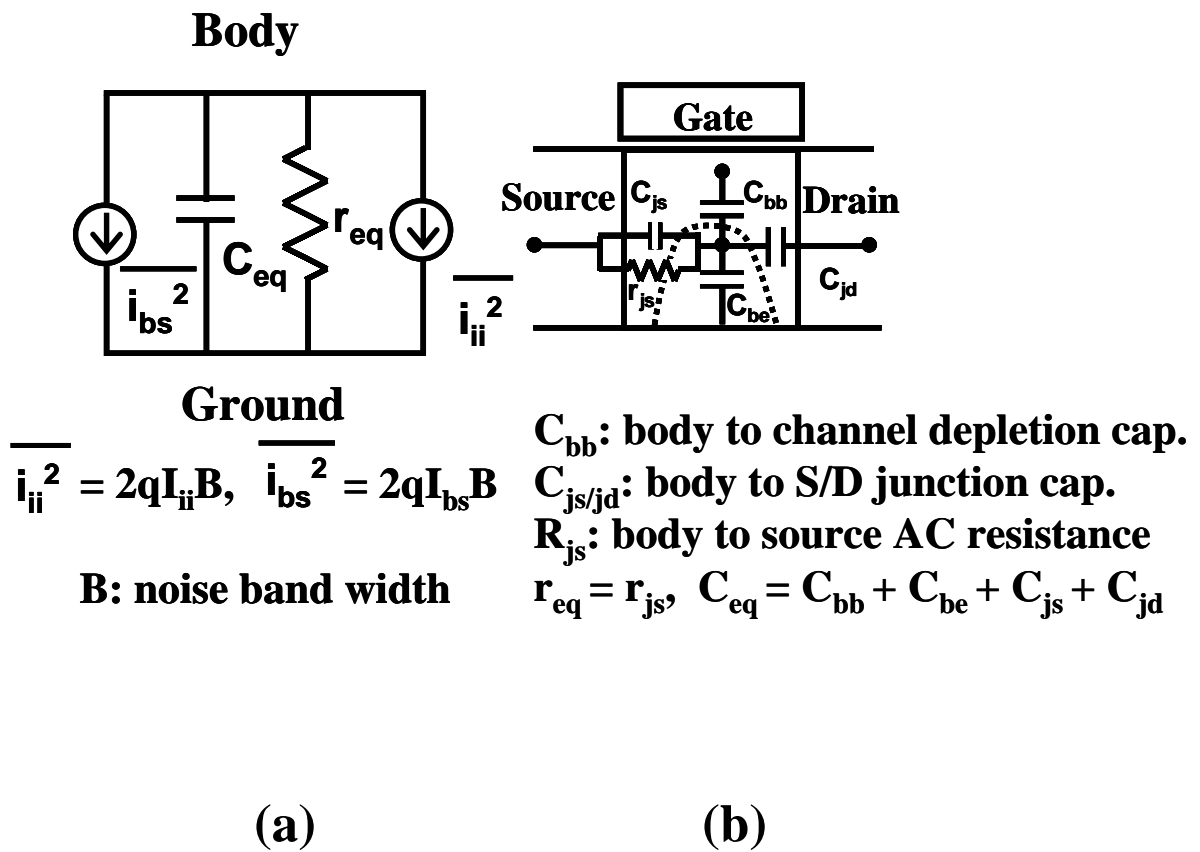 Body
i_bs^2
C_eq
r_eq
i_ii^2
Ground
i_ii^2 = 2qI_iiB, i_bs^2 = 2qI_bsB
B: noise band width
(a)
Gate
Source
C_js
C_bb
Drain
r_js
C_be
C_jd
C_bb: body to channel depletion cap.
C_js/jd: body to S/D junction cap.
R_js: body to source AC resistance
r_eq = r_js, C_eq = C_bb + C_be + C_js + C_jd
(b)